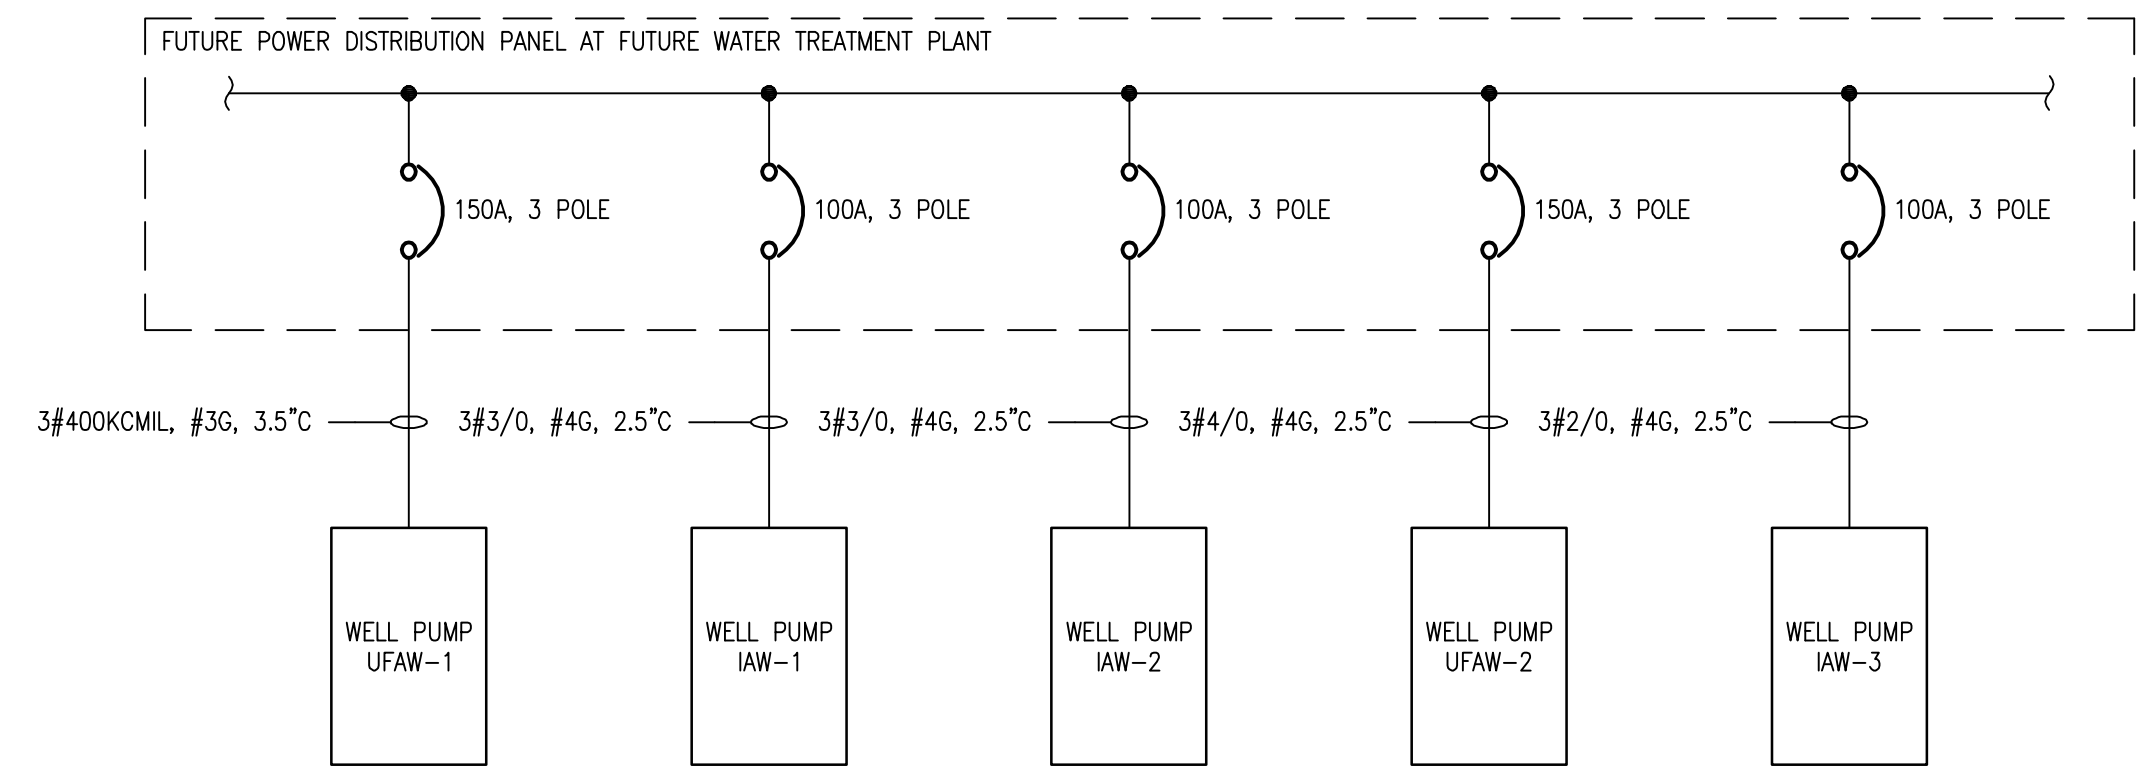 FUTURE POWER DISTRIBUTION PANEL AT FUTURE WATER TREATMENT PLANT
150A, 3 POLE
100A, 3 POLE
100A, 3 POLE
150A, 3 POLE
100A, 3 POLE
3#400KCMIL, #3G, 3.5"C
3#3/0, #4G, 2.5"C
3#3/0, #4G, 2.5"C
3#4/0, #4G, 2.5"C
3#2/0, #4G, 2.5"C
WELL PUMP
UFAW-1
WELL PUMP
IAW-1
WELL PUMP
IAW-2
WELL PUMP
UFAW-2
WELL PUMP
IAW-3